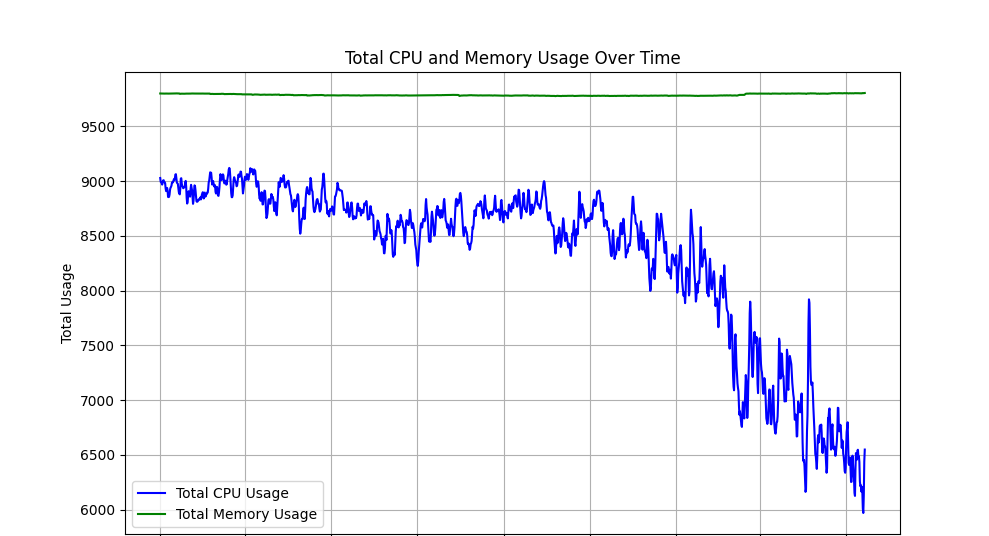 Total CPU and Memory Usage Over Time
9500
9000
8500
8000
7500
7000
6500
6000
Total Usage
Total CPU Usage
Total Memory Usage